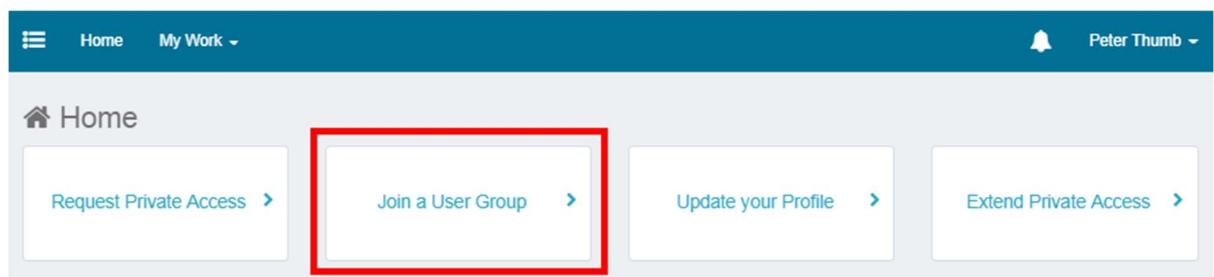 Home My Work Peter Thumb
Home
Request Private Access Join a User Group Update your Profile Extend Private Access